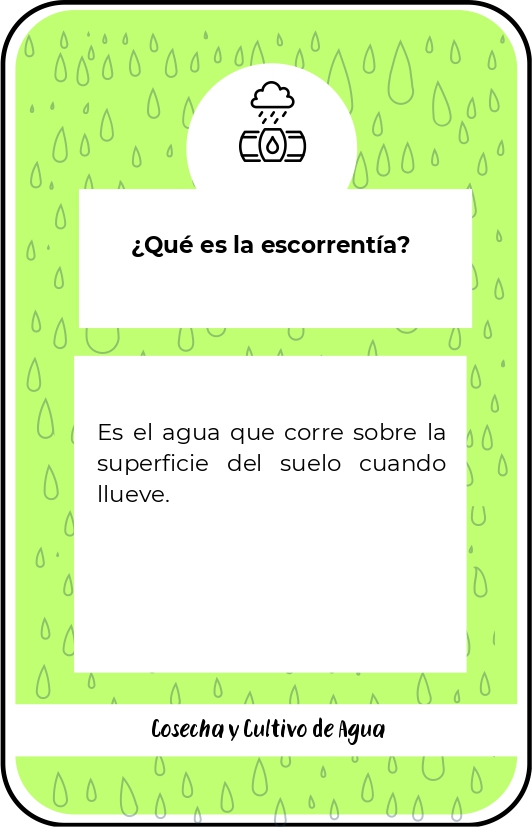 ¿Qué es la escorrentía?
Es el agua que corre sobre la
superficie del suelo cuando
llueve.
Cosecha y Cultivo de Agua